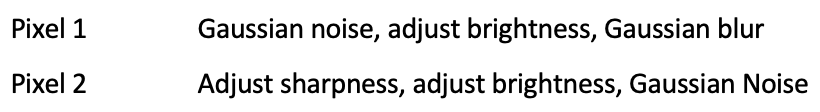 Pixel 1 Gaussian noise, adjust brightness, Gaussian blur
Pixel 2 Adjust sharpness, adjust brightness, Gaussian Noise